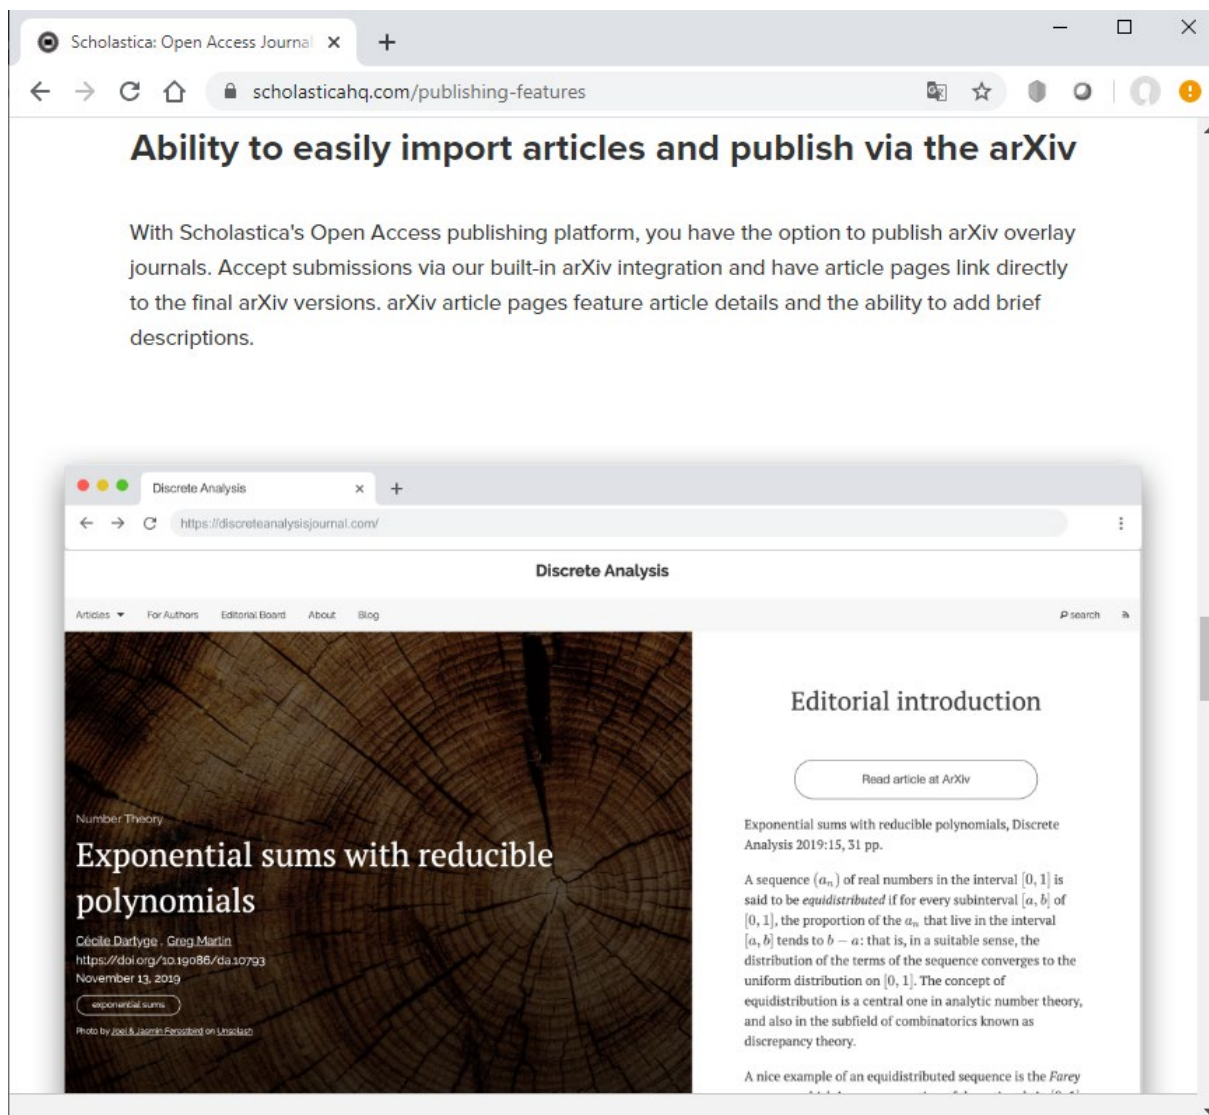 Scholastica: Open Access Journal
scholasticahq.com/publishing-features
Ability to easily import articles and publish via the arXiv
With Scholastica's Open Access publishing platform, you have the option to publish arXiv overlay
journals. Accept submissions via our built-in arXiv integration and have article pages link directly
to the final arXiv versions. arXiv article pages feature article details and the ability to add brief
descriptions.
Discrete Analysis
https://discreteanalysisjournal.com/
Discrete Analysis
Articles For Authors Editorial Board About Blog search
Number Theory
Exponential sums with reducible
polynomials
Cécile Dartyge . Greg Martin
https://doi.org/10.19086/da.10793
November 13, 2019
exponential sums
Photo by Joel & Jasmin Førestbird on Unsplash
Editorial introduction
Read article at ArXiv
Exponential sums with reducible polynomials, Discrete
Analysis 2019:15, 31 pp.
A sequence (aₙ) of real numbers in the interval [0, 1] is
said to be equidistributed if for every subinterval [a, b] of
[0, 1], the proportion of the aₙ that live in the interval
[a, b] tends to b − a: that is, in a suitable sense, the
distribution of the terms of the sequence converges to the
uniform distribution on [0, 1]. The concept of
equidistribution is a central one in analytic number theory,
and also in the subfield of combinatorics known as
discrepancy theory.
A nice example of an equidistributed sequence is the Farey